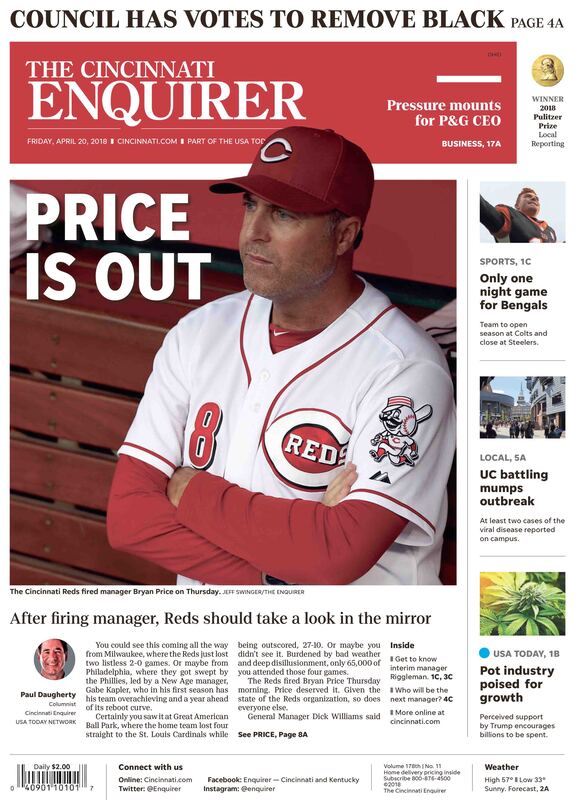 COUNCIL HAS VOTES TO REMOVE BLACK PAGE 4A
OHIO
THE CINCINNATI
ENQUIRER
FRIDAY, APRIL 20, 2018 ❚ CINCINNATI.COM ❚ PART OF THE USA TOD
Pressure mounts
for P&G CEO
BUSINESS, 17A
WINNER
2018
Pulitzer
Prize
Local
Reporting
C
PRICE
IS OUT
8
REDS
The Cincinnati Reds fired manager Bryan Price on Thursday. JEFF SWINGER/THE ENQUIRER
After firing manager, Reds should take a look in the mirror
Paul Daugherty
Columnist
Cincinnati Enquirer
USA TODAY NETWORK
You could see this coming all the way
from Milwaukee, where the Reds just lost
two listless 2-0 games. Or maybe from
Philadelphia, where they got swept by
the Phillies, led by a New Age manager,
Gabe Kapler, who in his first season has
his team overachieving and a year ahead
of its reboot curve.
Certainly you saw it at Great American
Ball Park, where the home team lost four
straight to the St. Louis Cardinals while
being outscored, 27-10. Or maybe you
didn't see it. Burdened by bad weather
and deep disillusionment, only 65,000 of
you attended those four games.
The Reds fired Bryan Price Thursday
morning. Price deserved it. Given the
state of the Reds organization, so does
everyone else.
General Manager Dick Williams said
See PRICE, Page 8A
Inside
❚ Get to know
interim manager
Riggleman. 1C, 3C
❚ Who will be the
next manager? 4C
❚ More online at
cincinnati.com
SPORTS, 1C
Only one
night game
for Bengals
Team to open
season at Colts and
close at Steelers.
LOCAL, 5A
UC battling
mumps
outbreak
At least two cases of the
viral disease reported
on campus.
USA TODAY, 1B
Pot industry
poised for
growth
Perceived support
by Trump encourages
billions to be spent.
Daily $2.00
0 40901 10101 7
Connect with us
Online: Cincinnati.com
Twitter: @Enquirer
Facebook: Enquirer — Cincinnati and Kentucky
Instagram: @enquirer
Volume 178th | No. 11
Home delivery pricing inside
Subscribe 800-876-4500
©2018
The Cincinnati Enquirer
Weather
High 57° ❚ Low 33°
Sunny. Forecast, 2A